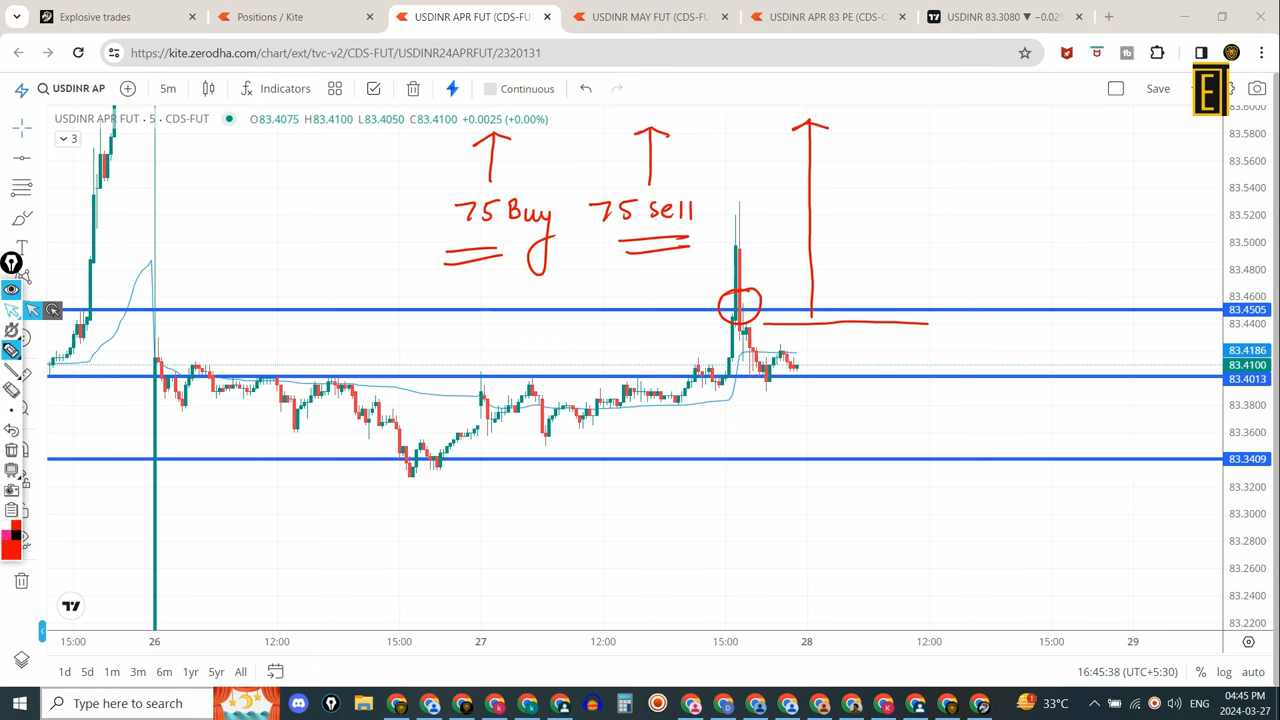 Explosive trades
Positions / Kite
USDINR APR FUT (CDS-FUT
USDINR MAY FUT (CDS-FU
USDINR APR 83 PE (CDS-O
USDINR 83.3080 ▼ −0.02%
https://kite.zerodha.com/chart/ext/tvc-v2/CDS-FUT/USDINR24APRFUT/2320131
E
USDINR AP
5m
Indicators
Continuous
Save
USDINR APR FUT · 5 · CDS-FUT
O83.4075 H83.4100 L83.4050 C83.4100 +0.0025 (+0.00%)
3
75 Buy
75 sell
83.6000
83.5800
83.5600
83.5400
83.5200
83.5000
83.4800
83.4600
83.4505
83.4400
83.4186
83.4100
83.4013
83.3800
83.3600
83.3409
83.3200
83.3000
83.2800
83.2600
83.2400
83.2200
15:00 26 12:00 15:00 27 12:00 15:00 28 12:00 15:00 29
1d 5d 1m 3m 6m 1yr 5yr All
16:45:38 (UTC+5:30) % log auto
Type here to search
33°C
ENG
04:45 PM
2024-03-27